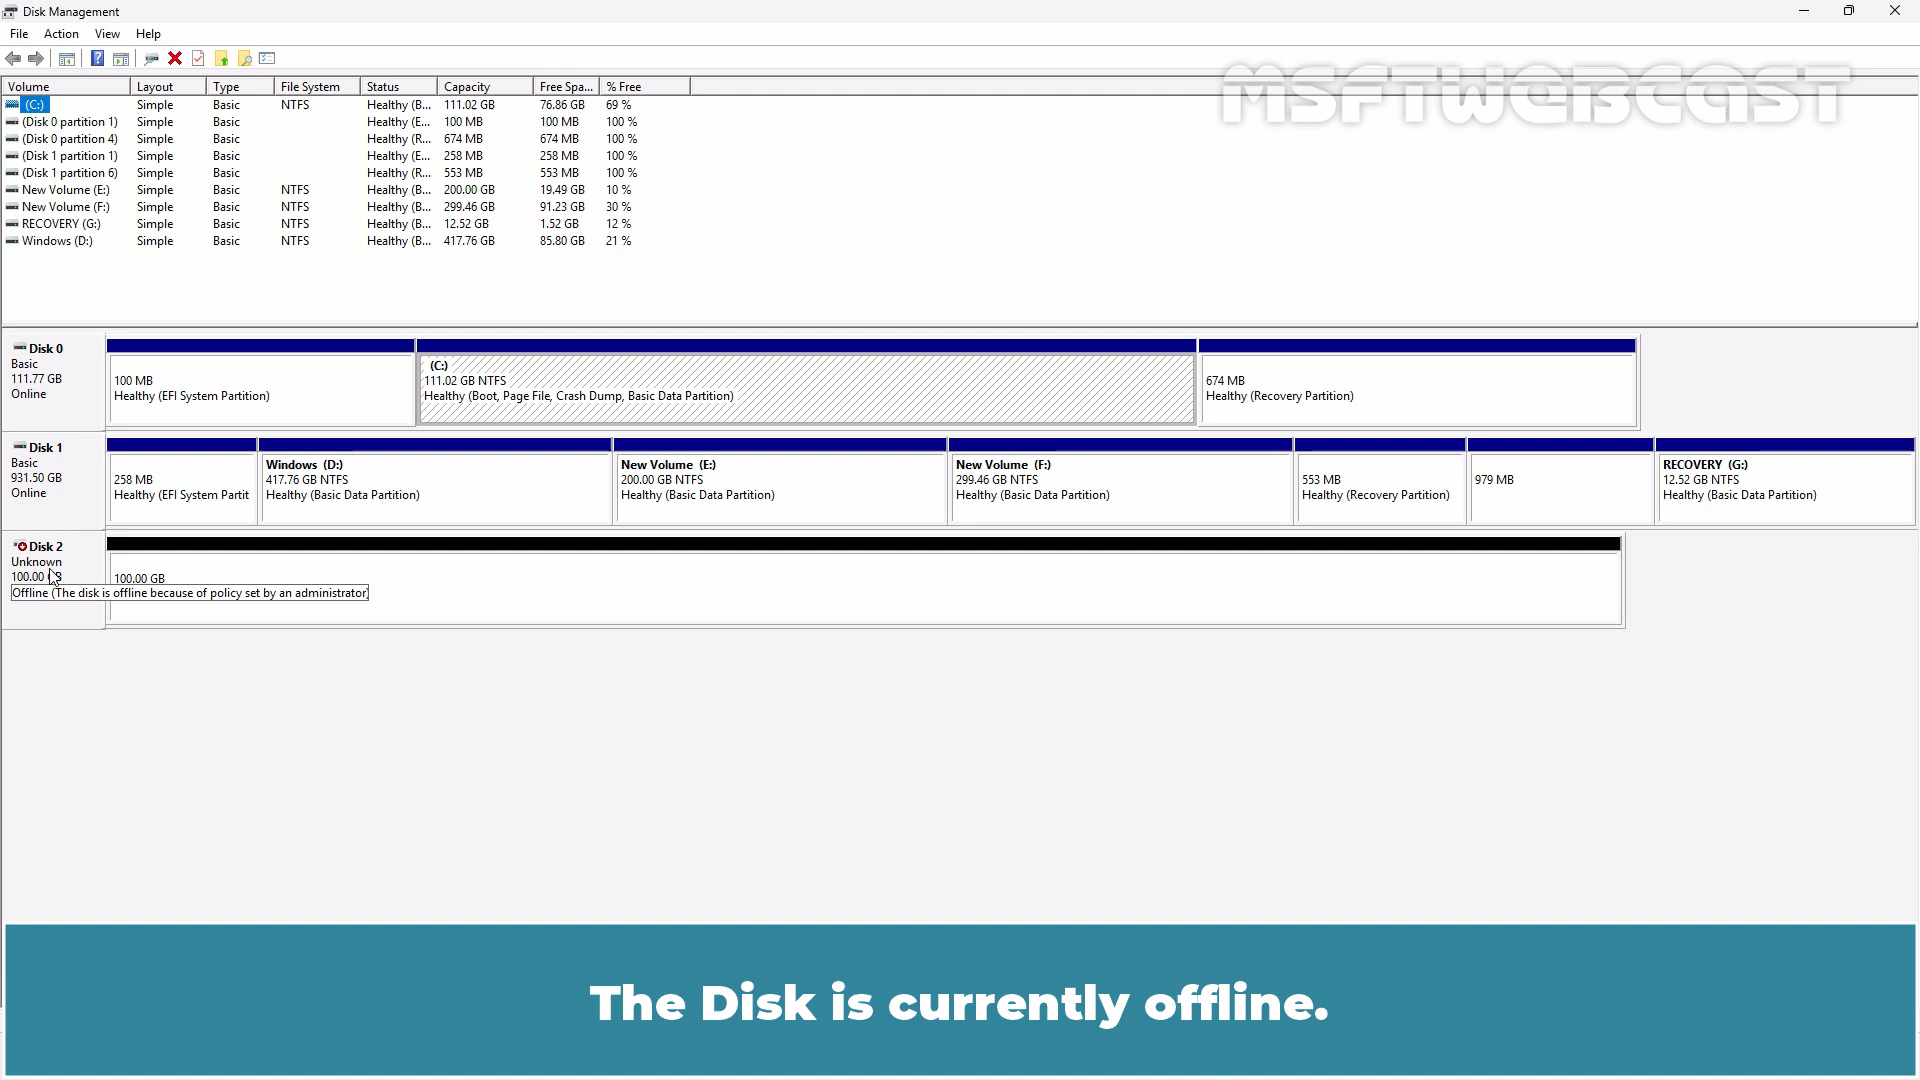 Disk Management
File Action View Help
Volume Layout Type File System Status Capacity Free Spa... % Free
(C:) Simple Basic NTFS Healthy (B... 111.02 GB 76.86 GB 69 %
(Disk 0 partition 1) Simple Basic Healthy (E... 100 MB 100 MB 100 %
(Disk 0 partition 4) Simple Basic Healthy (R... 674 MB 674 MB 100 %
(Disk 1 partition 1) Simple Basic Healthy (E... 258 MB 258 MB 100 %
(Disk 1 partition 6) Simple Basic Healthy (R... 553 MB 553 MB 100 %
New Volume (E:) Simple Basic NTFS Healthy (B... 200.00 GB 19.49 GB 10 %
New Volume (F:) Simple Basic NTFS Healthy (B... 299.46 GB 91.23 GB 30 %
RECOVERY (G:) Simple Basic NTFS Healthy (B... 12.52 GB 1.52 GB 12 %
Windows (D:) Simple Basic NTFS Healthy (B... 417.76 GB 85.80 GB 21 %
MSFTWEBCAST
Disk 0
Basic
111.77 GB
Online
100 MB
Healthy (EFI System Partition)
(C:)
111.02 GB NTFS
Healthy (Boot, Page File, Crash Dump, Basic Data Partition)
674 MB
Healthy (Recovery Partition)
Disk 1
Basic
931.50 GB
Online
258 MB
Healthy (EFI System Partit
Windows (D:)
417.76 GB NTFS
Healthy (Basic Data Partition)
New Volume (E:)
200.00 GB NTFS
Healthy (Basic Data Partition)
New Volume (F:)
299.46 GB NTFS
Healthy (Basic Data Partition)
553 MB
Healthy (Recovery Partition)
979 MB
RECOVERY (G:)
12.52 GB NTFS
Healthy (Basic Data Partition)
Disk 2
Unknown
100.00
100.00 GB
Offline (The disk is offline because of policy set by an administrator)
The Disk is currently offline.